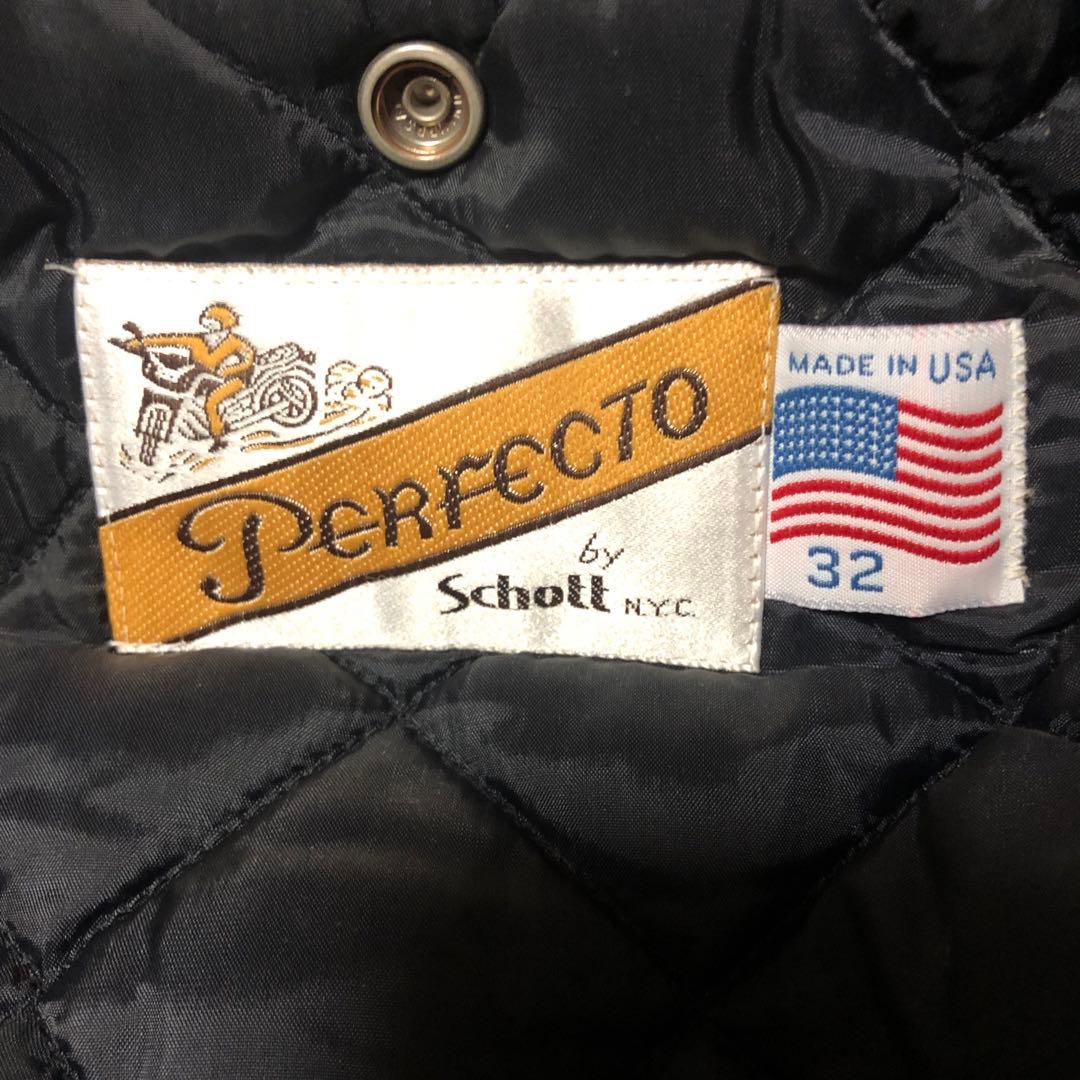 PERFECTO
by
Schott N.Y.C.
MADE IN USA
32